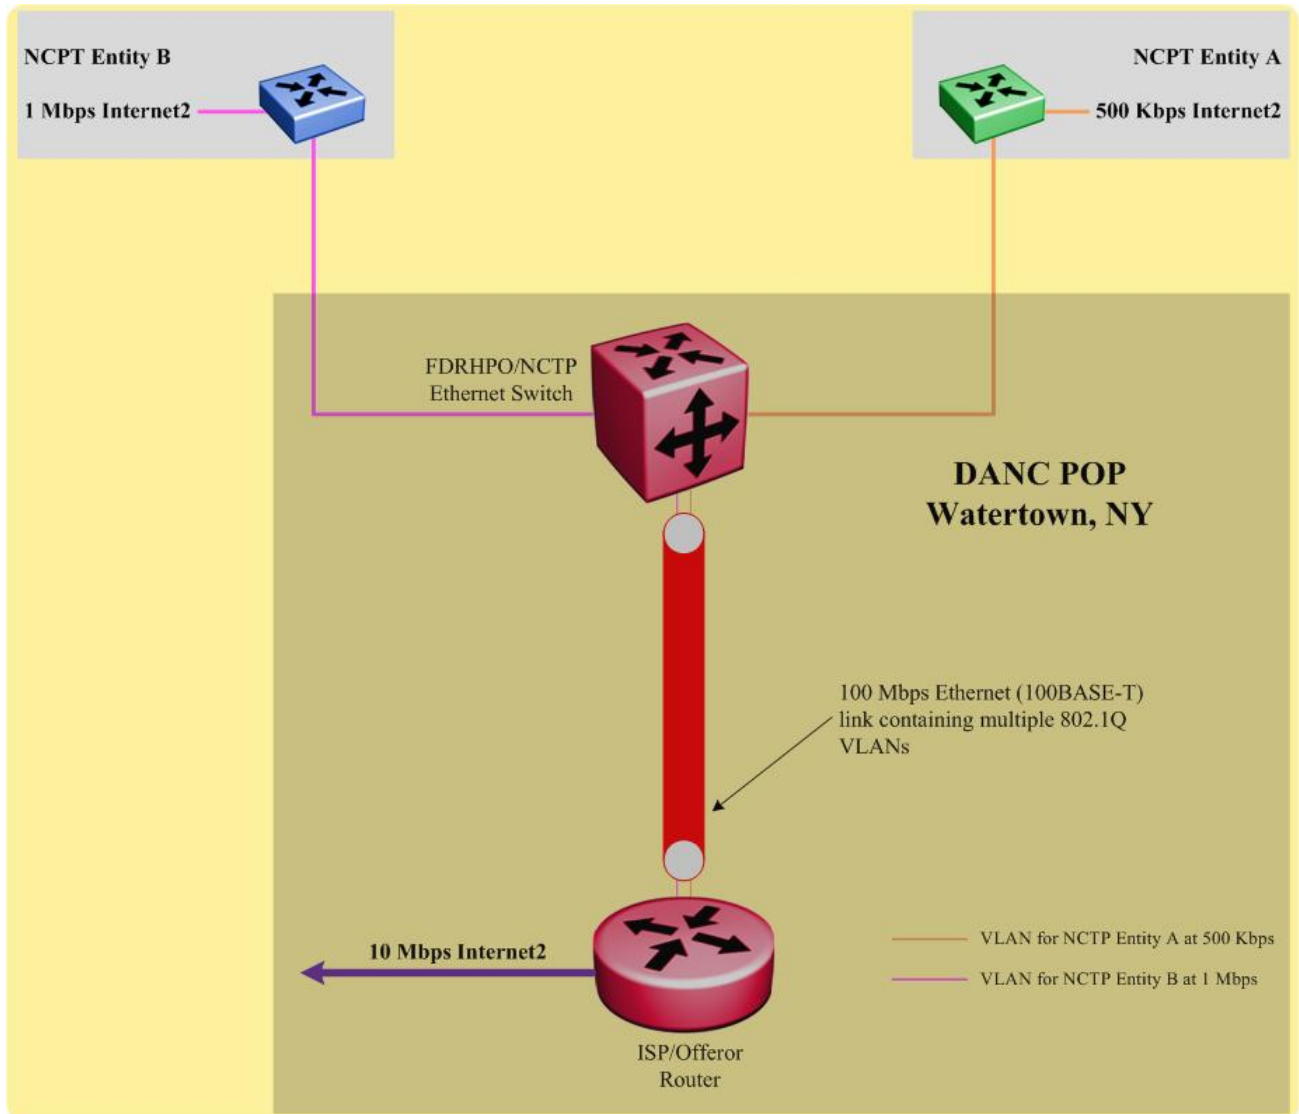 NCPT Entity B
1 Mbps Internet2
NCPT Entity A
500 Kbps Internet2
FDRHPO/NCTP
Ethernet Switch
DANC POP
Watertown, NY
100 Mbps Ethernet (100BASE-T)
link containing multiple 802.1Q
VLANs
10 Mbps Internet2
VLAN for NCTP Entity A at 500 Kbps
VLAN for NCTP Entity B at 1 Mbps
ISP/Offeror
Router